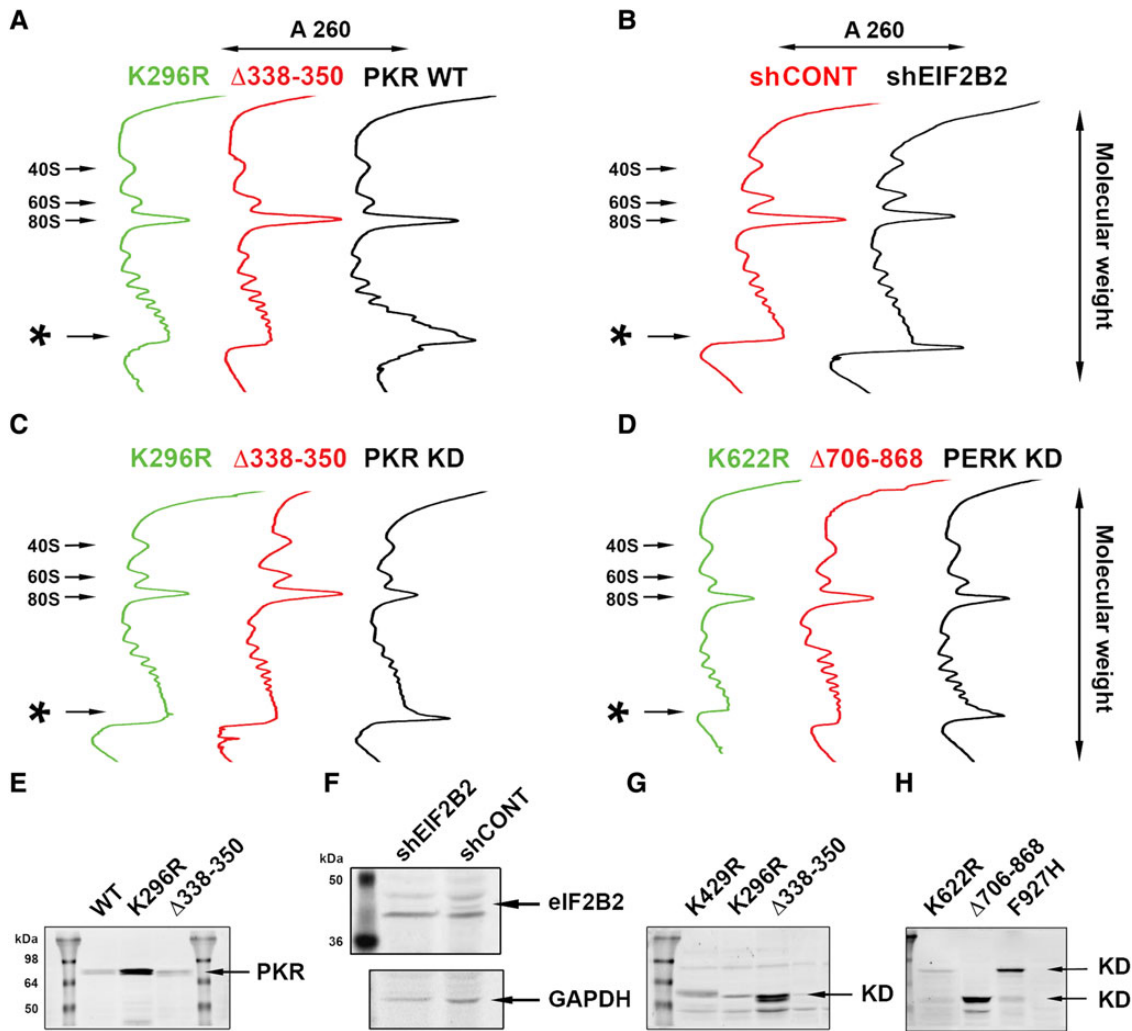 A
A 260
K296R Δ338-350 PKR WT
40S
60S
80S
*
B
A 260
shCONT shEIF2B2
40S
60S
80S
*
Molecular weight
C
K296R Δ338-350 PKR KD
40S
60S
80S
*
D
K622R Δ706-868 PERK KD
40S
60S
80S
*
Molecular weight
E
WT K296R Δ338-350
kDa
98
64
50
PKR
F
shEIF2B2 shCONT
kDa
50
36
eIF2B2
GAPDH
G
K429R K296R Δ338-350
KD
H
K622R Δ706-868 F927H
KD
KD